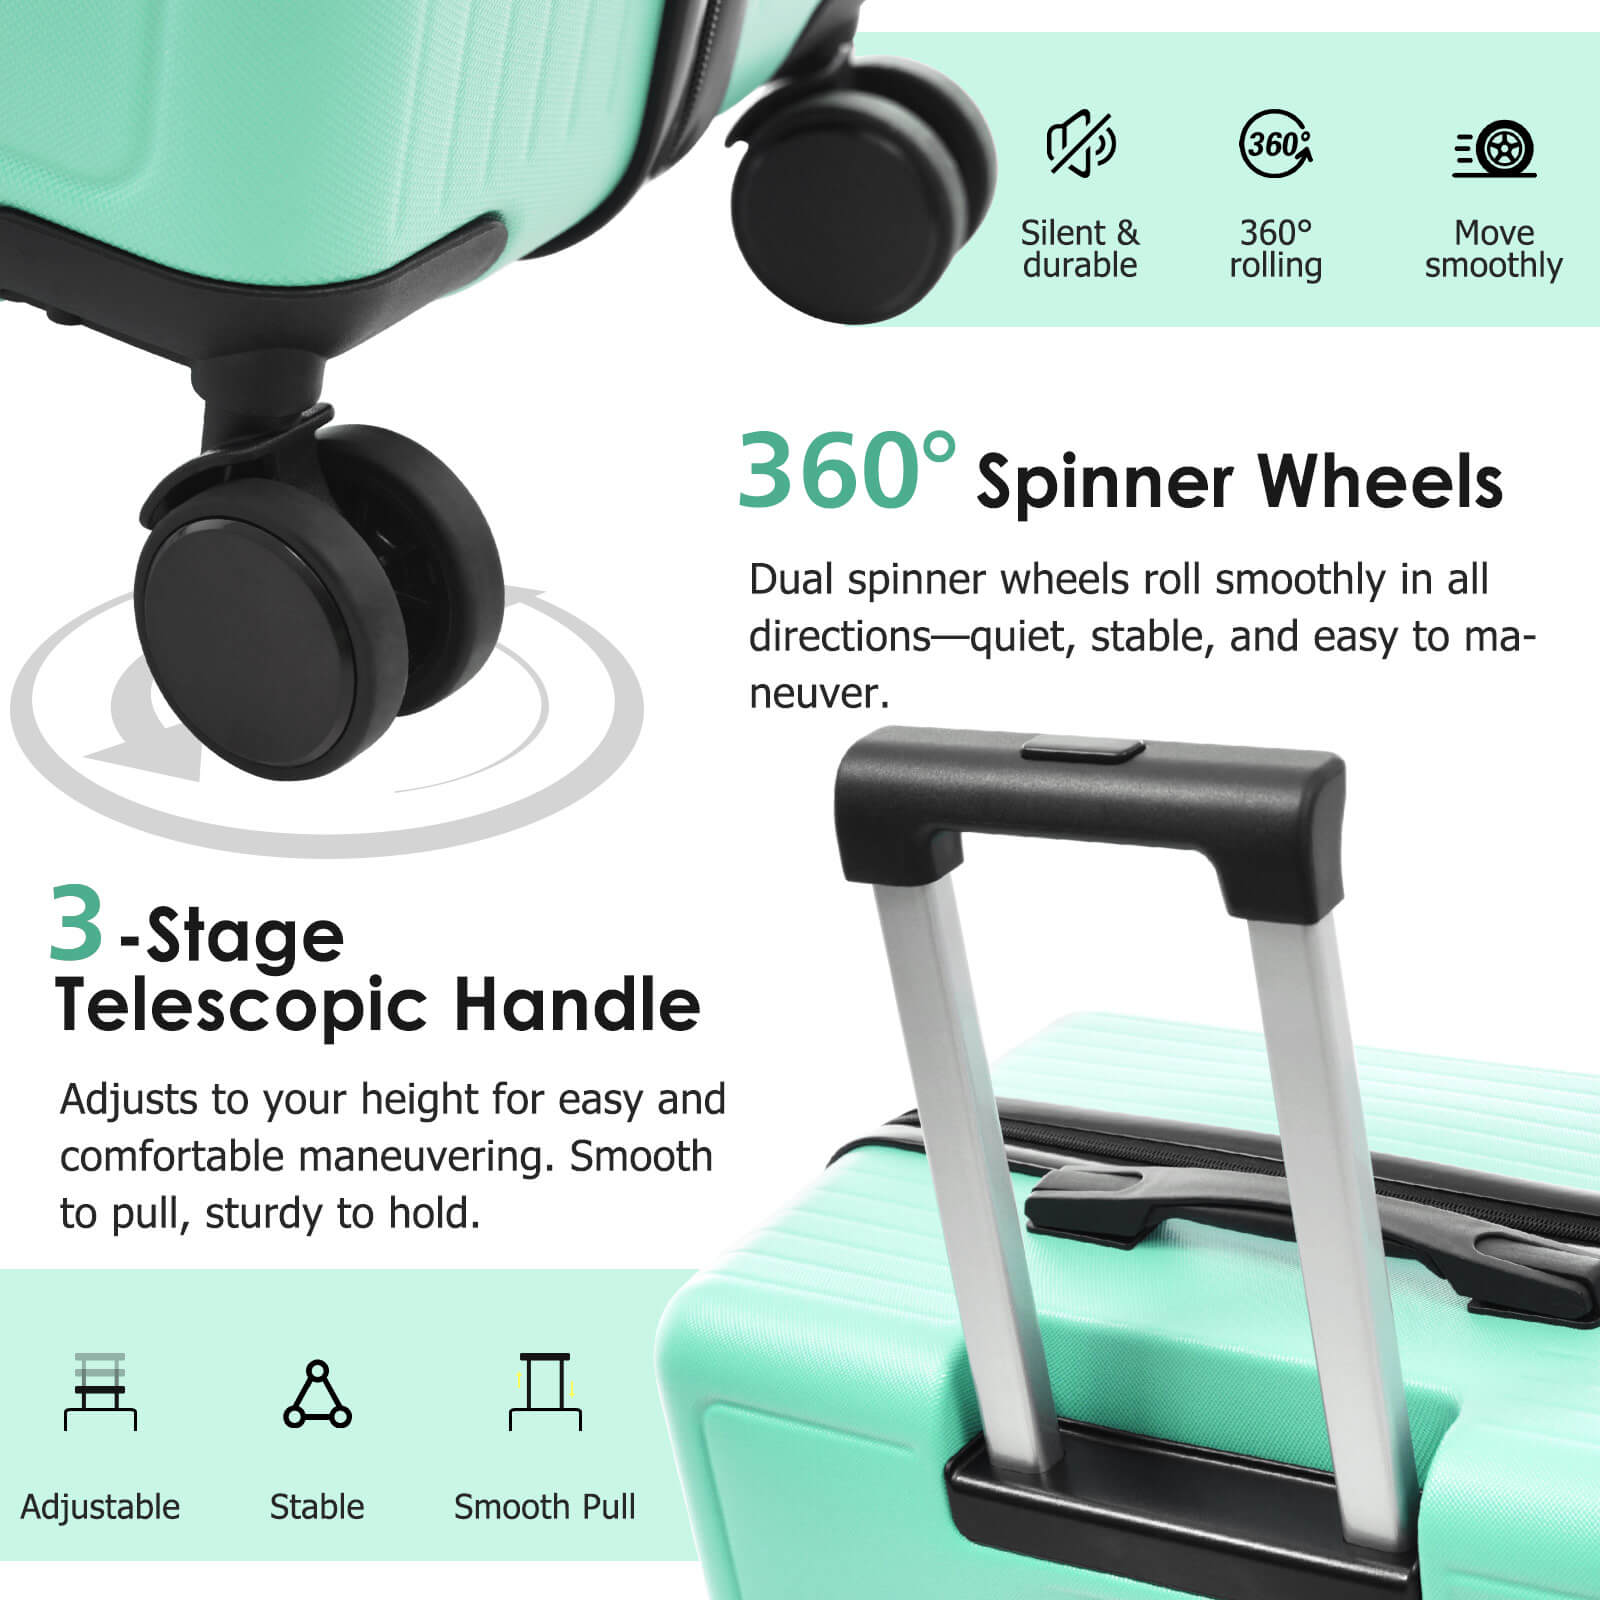 360°
Silent &
durable
360°
rolling
Move
smoothly
360° Spinner Wheels
Dual spinner wheels roll smoothly in all
directions—quiet, stable, and easy to ma-
neuver.
3-Stage
Telescopic Handle
Adjusts to your height for easy and
comfortable maneuvering. Smooth
to pull, sturdy to hold.
Adjustable
Stable
Smooth Pull